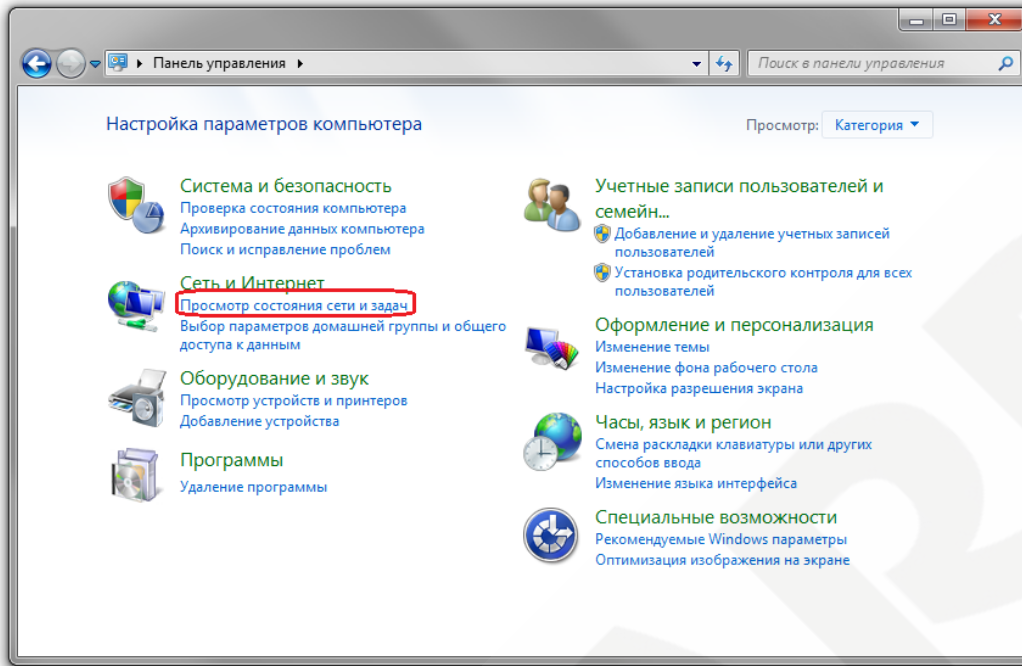 Панель управления
Поиск в панели управления
Настройка параметров компьютера
Просмотр: Категория
Система и безопасность
Проверка состояния компьютера
Архивирование данных компьютера
Поиск и исправление проблем
Сеть и Интернет
Просмотр состояния сети и задач
Выбор параметров домашней группы и общего
доступа к данным
Оборудование и звук
Просмотр устройств и принтеров
Добавление устройства
Программы
Удаление программы
Учетные записи пользователей и
семейн...
Добавление и удаление учетных записей
пользователей
Установка родительского контроля для всех
пользователей
Оформление и персонализация
Изменение темы
Изменение фона рабочего стола
Настройка разрешения экрана
Часы, язык и регион
Смена раскладки клавиатуры или других
способов ввода
Изменение языка интерфейса
Специальные возможности
Рекомендуемые Windows параметры
Оптимизация изображения на экране